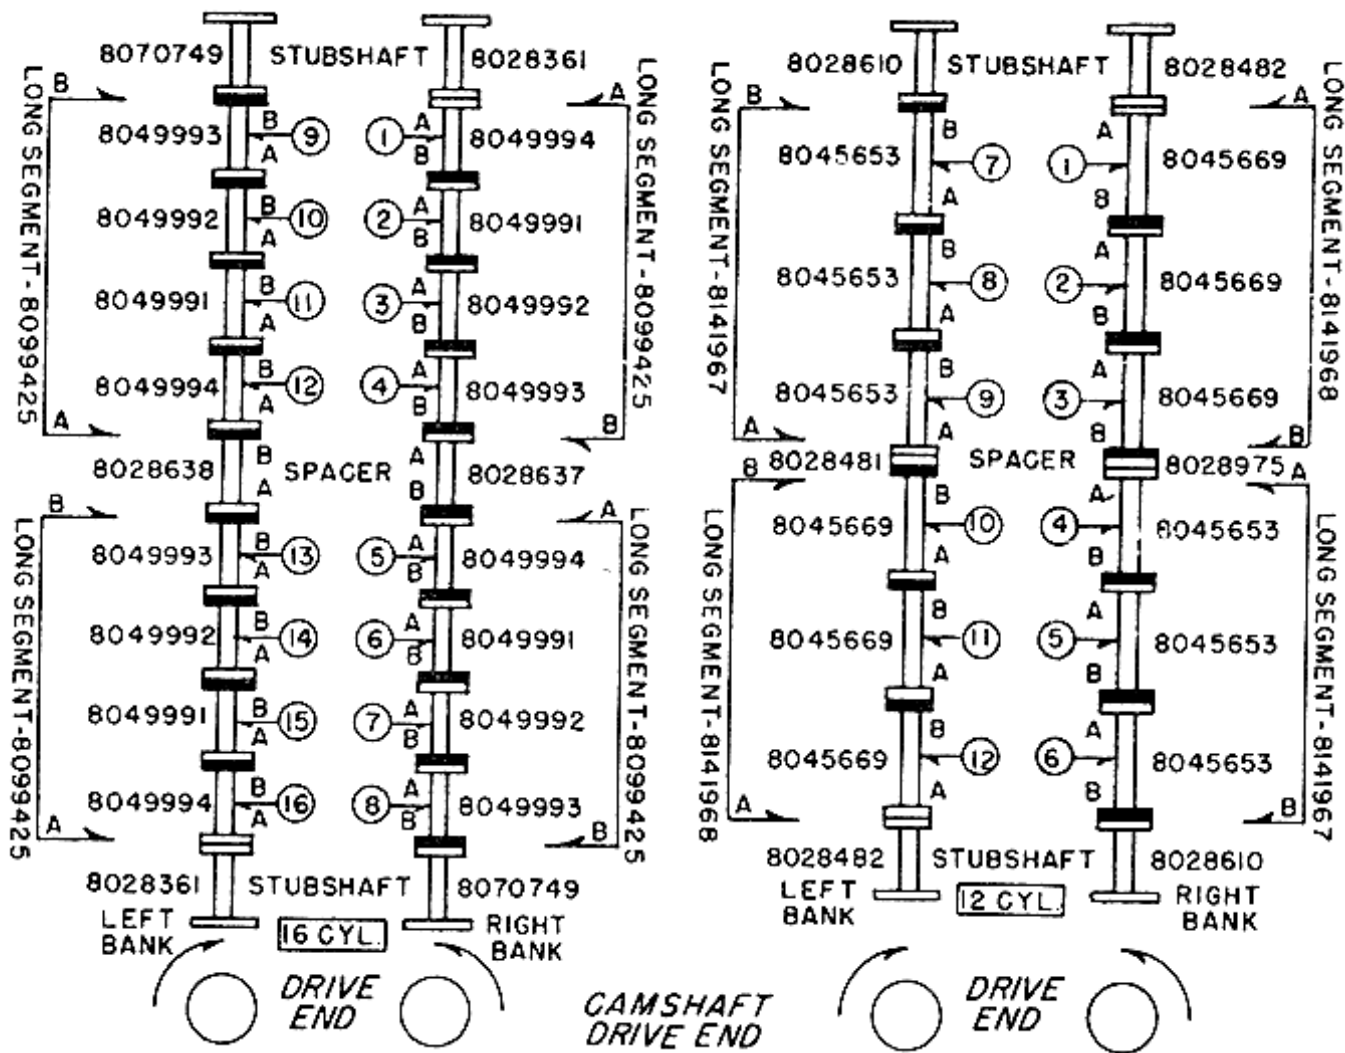 8070749 STUBSHAFT 8028361
LONG SEGMENT-8099425
B
A
8049993 B 9 A
8049992 B 10 A
8049991 B 11 A
8049994 B 12 A
A 1 B 8049994
A 2 B 8049991
A 3 B 8049992
A 4 B 8049993
A
B
LONG SEGMENT-8099425
8028638 B A SPACER A B 8028637
LONG SEGMENT-8099425
B
A
8049993 B 13 A
8049992 B 14 A
8049991 B 15 A
8049994 B 16 A
A 5 B 8049994
A 6 B 8049991
A 7 B 8049992
A 8 B 8049993
A
B
LONG SEGMENT-8099425
8028361 STUBSHAFT 8070749
LEFT BANK
16 CYL.
RIGHT BANK
DRIVE END
8028610 STUBSHAFT 8028482
LONG SEGMENT-8141967
B
A
8045653 B 7 A
8045653 B 8 A
8045653 B 9 A
A 1 8 8045669
A 2 B 8045669
A 3 8 8045669
A
B
LONG SEGMENT-8141968
8028481 SPACER 8028975
LONG SEGMENT-8141968
B
A
8045669 B 10 A
8045669 B 11 A
8045669 B 12 A
A 4 B 8045653
A 5 B 8045653
A 6 B 8045653
A
B
LONG SEGMENT-8141967
8028482 STUBSHAFT 8028610
LEFT BANK
12 CYL.
RIGHT BANK
DRIVE END
CAMSHAFT
DRIVE END